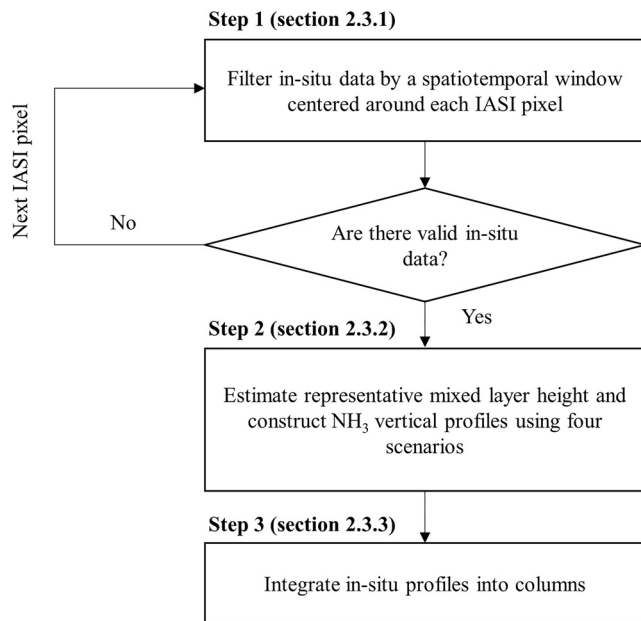 Step 1 (section 2.3.1)
Filter in-situ data by a spatiotemporal window
centered around each IASI pixel
Next IASI pixel
No
Are there valid in-situ
data?
Yes
Step 2 (section 2.3.2)
Estimate representative mixed layer height and
construct NH₃ vertical profiles using four
scenarios
Step 3 (section 2.3.3)
Integrate in-situ profiles into columns